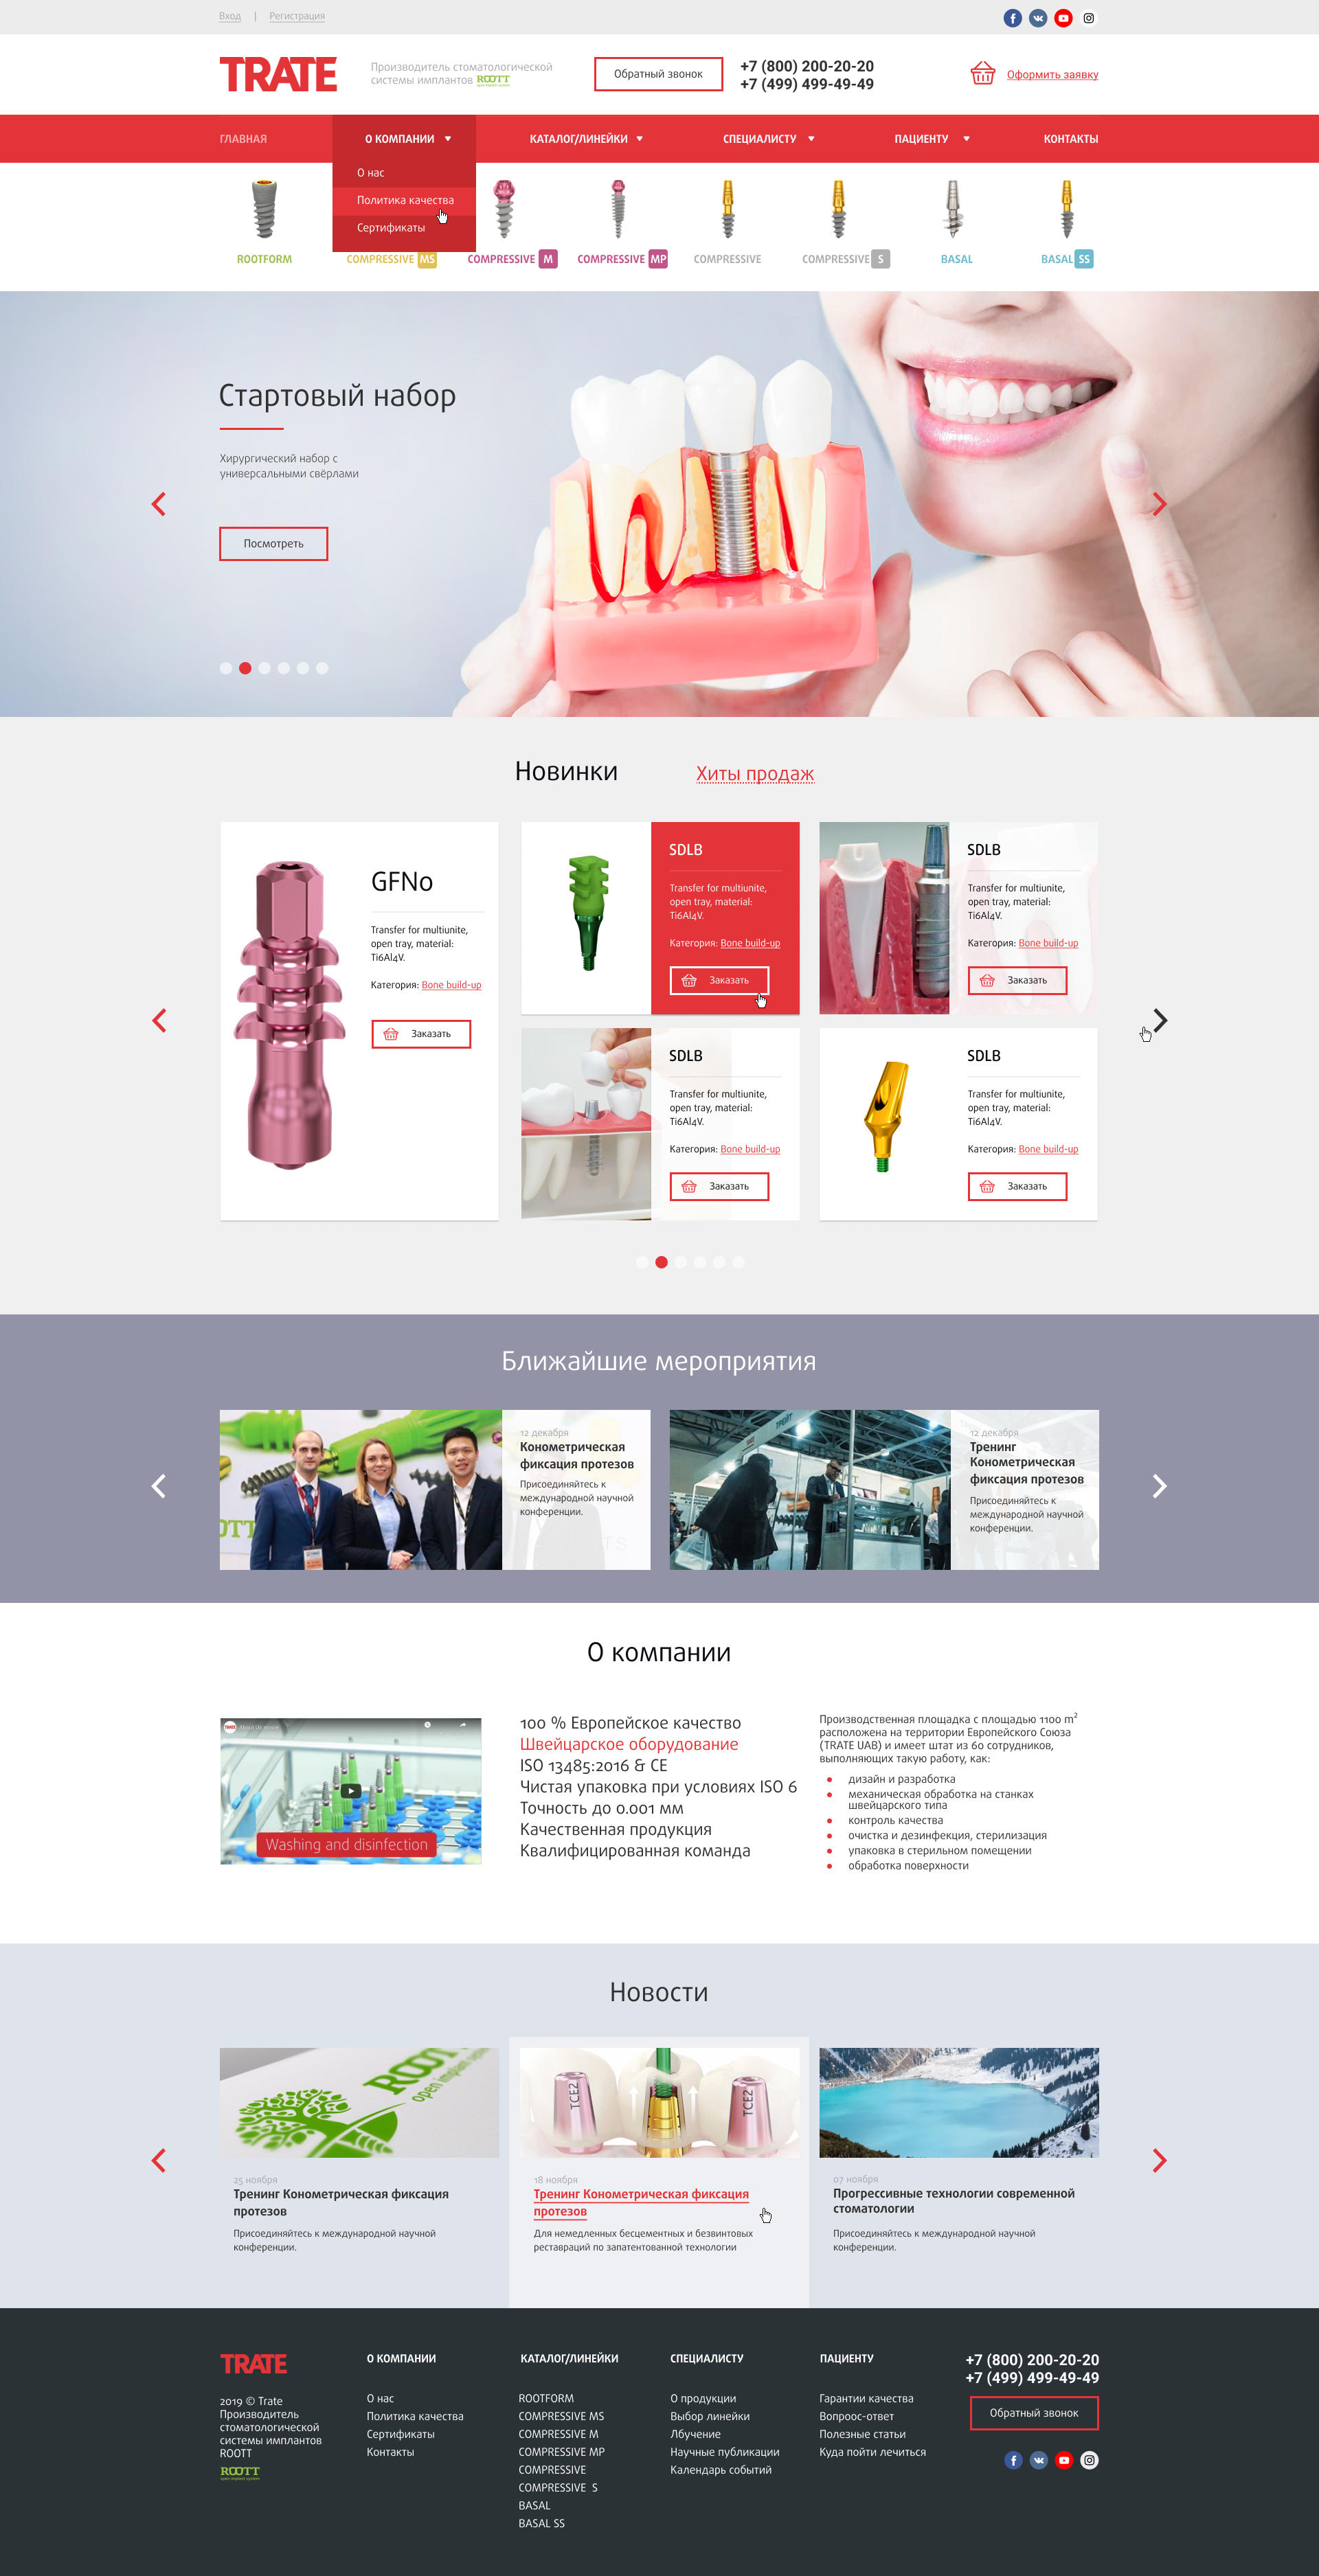 Вход | Регистрация
TRATE
Производитель стоматологической
системы имплантов ROOTT
Обратный звонок
+7 (800) 200-20-20
+7 (499) 499-49-49
Оформить заявку
ГЛАВНАЯ
О КОМПАНИИ
КАТАЛОГ/ЛИНЕЙКИ
СПЕЦИАЛИСТУ
ПАЦИЕНТУ
КОНТАКТЫ
О нас
Политика качества
Сертификаты
ROOTFORM
COMPRESSIVE MS
COMPRESSIVE M
COMPRESSIVE MP
COMPRESSIVE
COMPRESSIVE S
BASAL
BASAL SS
Стартовый набор
Хирургический набор с
универсальными свёрлами
Посмотреть
Новинки
Хиты продаж
GFNo
Transfer for multiunite,
open tray, material:
Ti6Al4V.
Категория: Bone build-up
Заказать
SDLB
Transfer for multiunite,
open tray, material:
Ti6Al4V.
Категория: Bone build-up
Заказать
SDLB
Transfer for multiunite,
open tray, material:
Ti6Al4V.
Категория: Bone build-up
Заказать
SDLB
Transfer for multiunite,
open tray, material:
Ti6Al4V.
Категория: Bone build-up
Заказать
SDLB
Transfer for multiunite,
open tray, material:
Ti6Al4V.
Категория: Bone build-up
Заказать
Ближайшие мероприятия
12 декабря
Конометрическая
фиксация протезов
Присоединяйтесь к
международной научной
конференции.
12 декабря
Тренинг
Конометрическая
фиксация протезов
Присоединяйтесь к
международной научной
конференции.
О компании
TRATE
Washing and disinfection
100 % Европейское качество
Швейцарское оборудование
ISO 13485:2016 & CE
Чистая упаковка при условиях ISO 6
Точность до 0.001 мм
Качественная продукция
Квалифицированная команда
Производственная площадка с площадью 1100 m²
расположена на территории Европейского Союза
(TRATE UAB) и имеет штат из 60 сотрудников,
выполняющих такую работу, как:
дизайн и разработка
механическая обработка на станках
швейцарского типа
контроль качества
очистка и дезинфекция, стерилизация
упаковка в стерильном помещении
обработка поверхности
Новости
ROOT
open implant
TCE2
TCE2
25 ноября
Тренинг Конометрическая фиксация
протезов
Присоединяйтесь к международной научной
конференции.
18 ноября
Тренинг Конометрическая фиксация
протезов
Для немедленных бесцементных и безвинтовых
реставраций по запатентованной технологии
07 ноября
Прогрессивные технологии современной
стоматологии
Присоединяйтесь к международной научной
конференции.
TRATE
2019 © Trate
Производитель
стоматологической
системы имплантов
ROOTT
ROOTT
О КОМПАНИИ
О нас
Политика качества
Сертификаты
Контакты
КАТАЛОГ/ЛИНЕЙКИ
ROOTFORM
COMPRESSIVE MS
COMPRESSIVE M
COMPRESSIVE MP
COMPRESSIVE
COMPRESSIVE S
BASAL
BASAL SS
СПЕЦИАЛИСТУ
О продукции
Выбор линейки
Лбучение
Научные публикации
Календарь событий
ПАЦИЕНТУ
Гарантии качества
Вопроос-ответ
Полезные статьи
Куда пойти лечиться
+7 (800) 200-20-20
+7 (499) 499-49-49
Обратный звонок